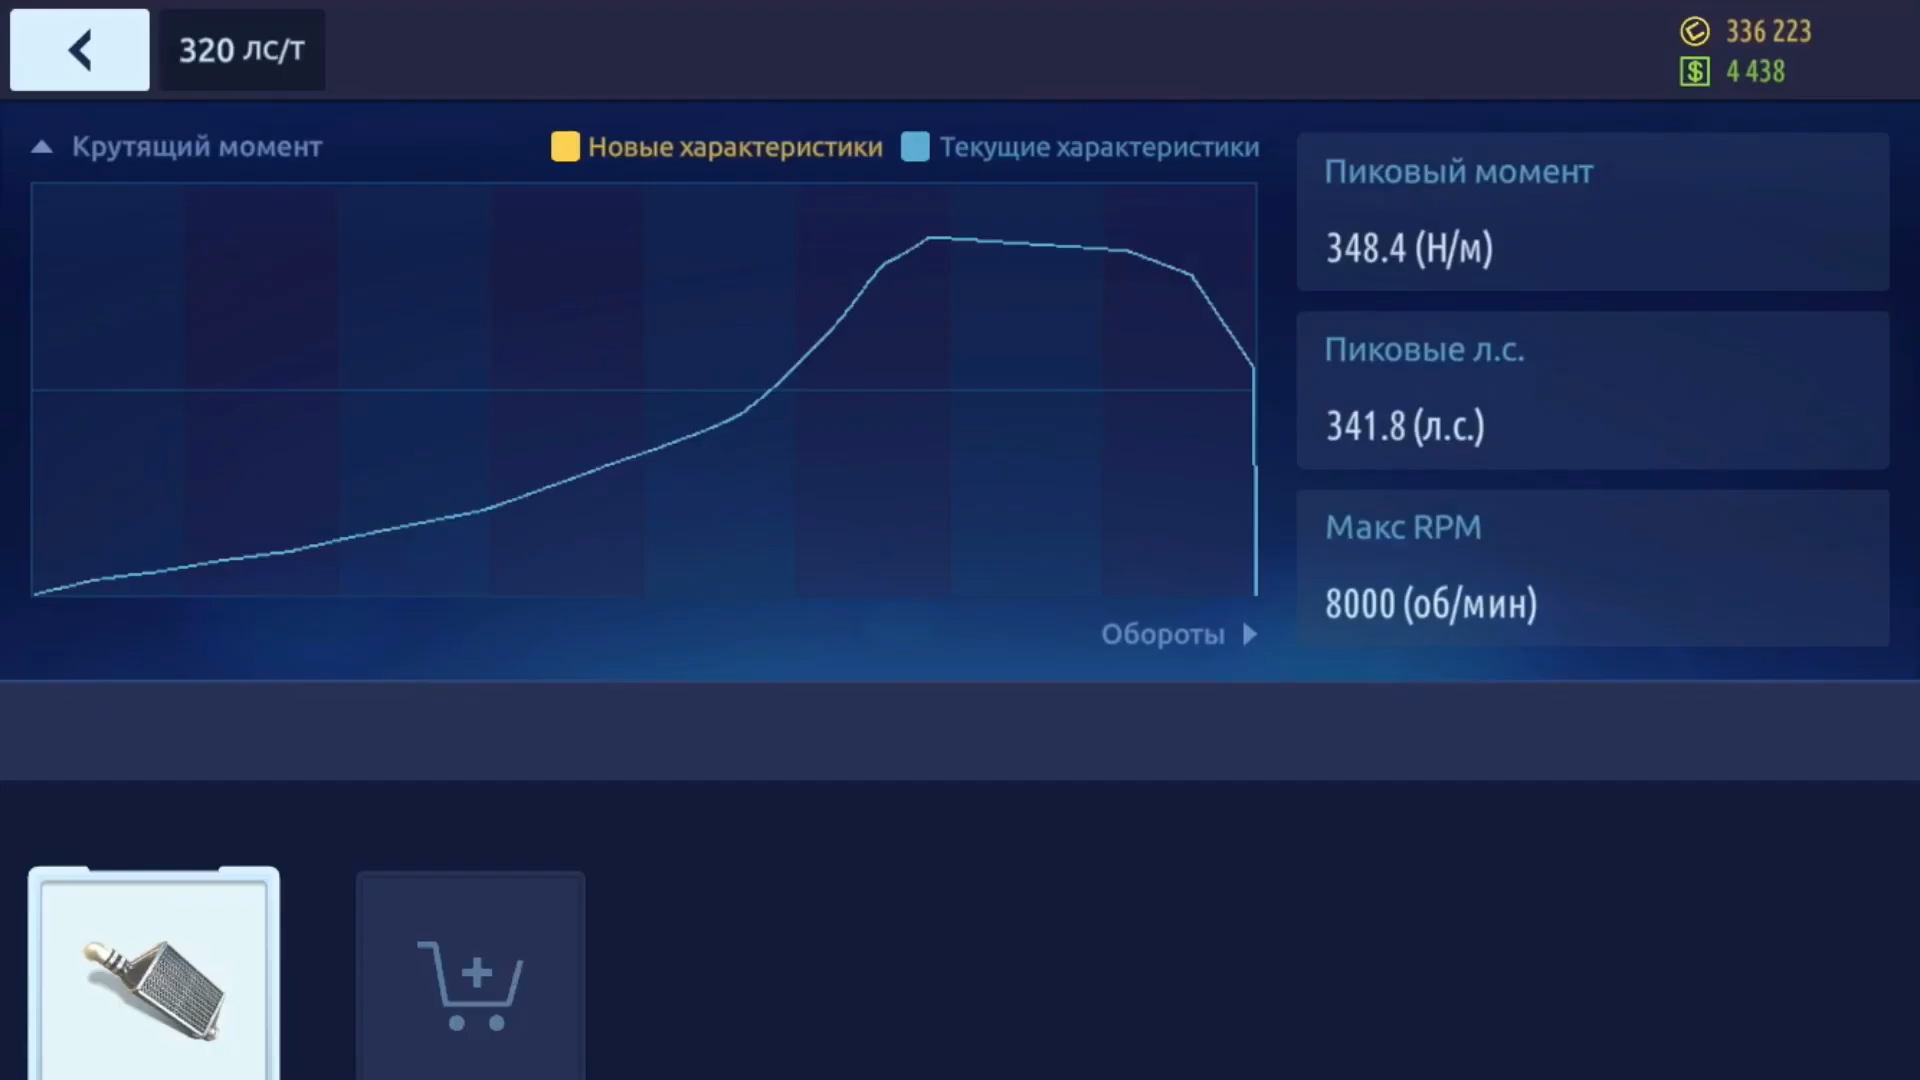 320 ЛС/Т
336 223
4 438
Крутящий момент
Новые характеристики
Текущие характеристики
Пиковый момент
348.4 (Н/м)
Пиковые л.с.
341.8 (л.с.)
Макс RPM
8000 (об/мин)
Обороты